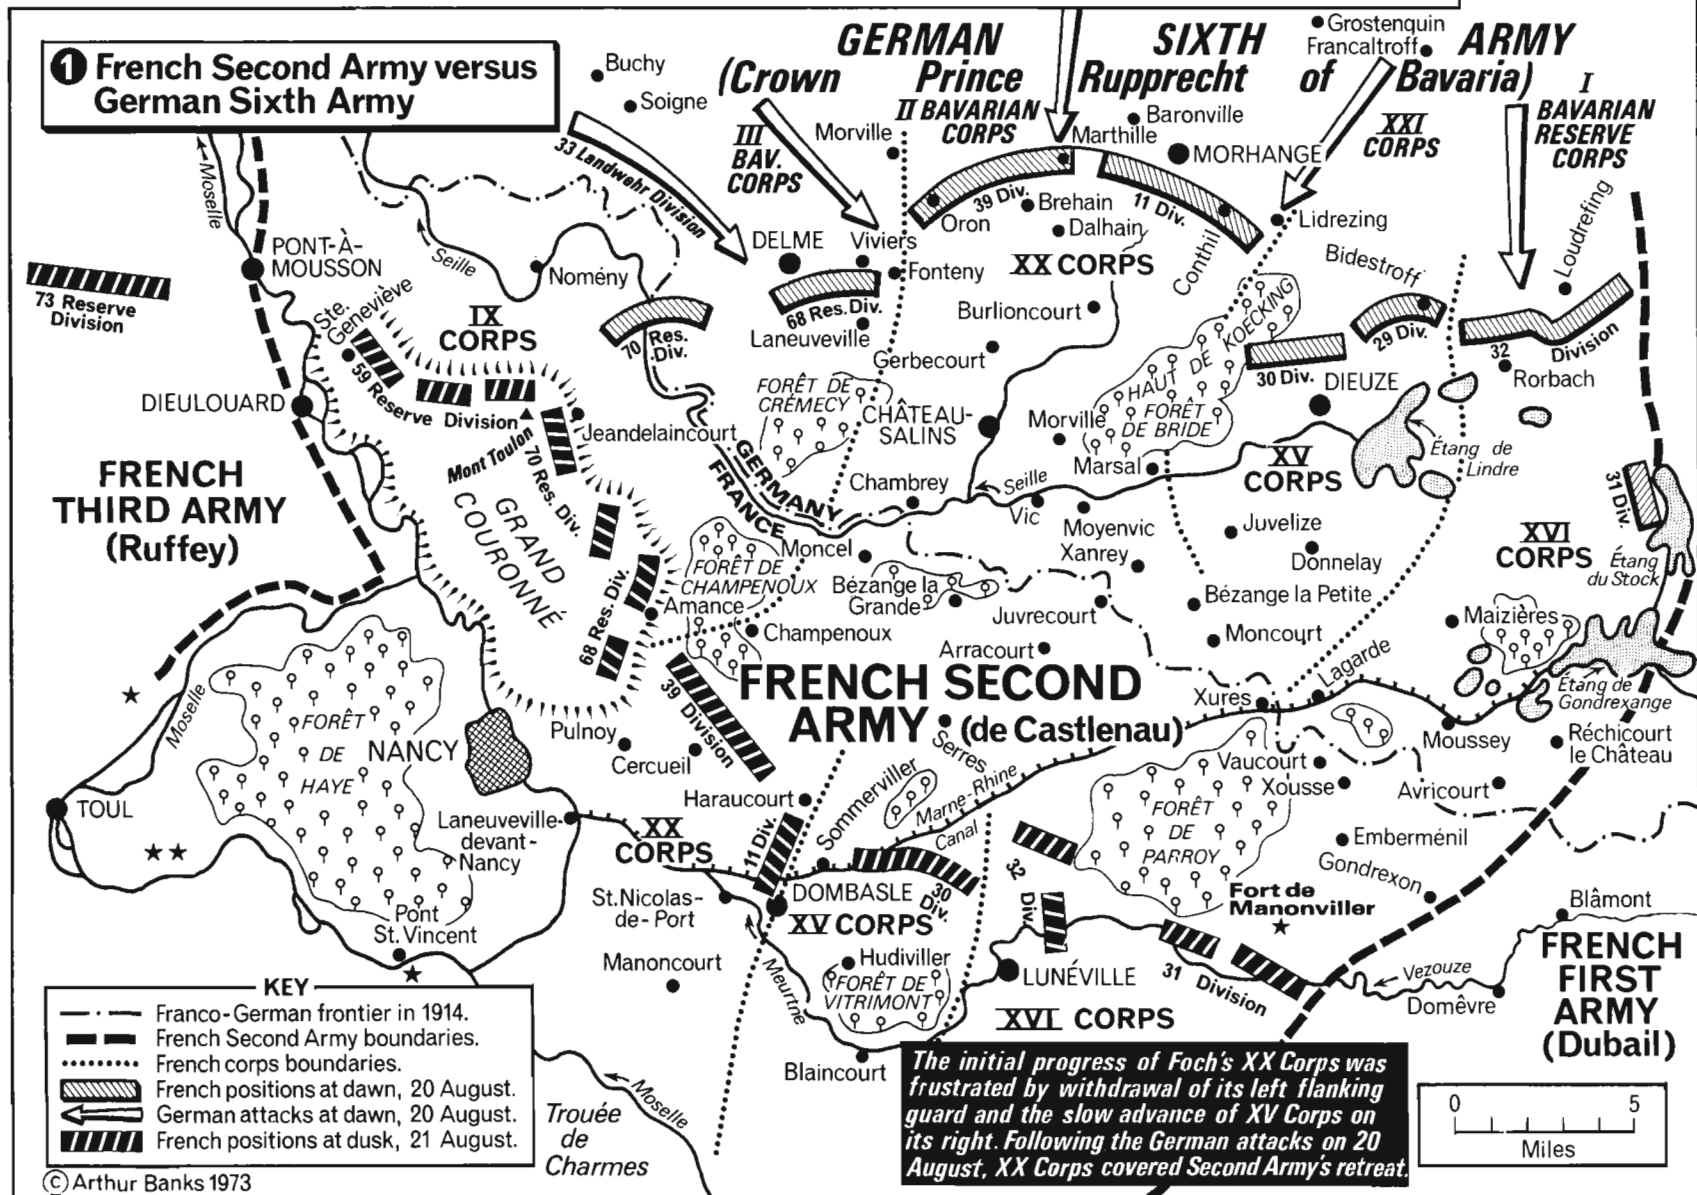 ❶ French Second Army versus
German Sixth Army
GERMAN SIXTH ARMY
(Crown Prince Rupprecht of Bavaria)
Grostenquin
Francaltroff
Buchy
Soigne
33 Landwehr Division
III
BAV.
CORPS
Morville
II BAVARIAN
CORPS
Marthille
Baronville
MORHANGE
XXI
CORPS
I
BAVARIAN
RESERVE
CORPS
Moselle
Seille
PONT-À-
MOUSSON
Nomény
DELME
Viviers
Fonteny
39 Div.
Oron
Brehain
Dalhain
11 Div.
Conthil
Lidrezing
Bidestroff
Loudrefing
XX CORPS
73 Reserve
Division
Ste.
Geneviève
IX
CORPS
70 Res.
Div.
68 Res. Div.
Laneuveville
Burlioncourt
Gerbecourt
HAUT DE KOECKING
30 Div.
29 Div.
32 Division
DIEUZE
Rorbach
DIEULOUARD
59 Reserve Division
Mont Toulon
Jeandelaincourt
70 Res. Div.
FORÊT DE
CRÉMECY
CHÂTEAU-
SALINS
Morville
FORÊT
DE BRIDE
Marsal
Étang de
Lindre
XV
CORPS
FRENCH
THIRD ARMY
(Ruffey)
GRAND
COURONNÉ
GERMANY
FRANCE
Chambrey
Seille
Vic
Moyenvic
Xanrey
Juvelize
Donnelay
XVI
CORPS
31 Div.
Étang
du Stock
Moncel
FORÊT DE
CHAMPENOUX
Bézange la
Grande
Juvrecourt
Bézange la Petite
Amance
68 Res. Div.
Champenoux
Arracourt
Moncourt
Maizières
FRENCH SECOND
ARMY (de Castlenau)
Xures
Lagarde
Étang de
Gondrexange
Moselle
FORÊT
DE
HAYE
NANCY
Pulnoy
Cercueil
39 Division
Serres
Vaucourt
Xousse
Moussey
Réchicourt
le Château
Avricourt
TOUL
Laneuveville-
devant-
Nancy
Haraucourt
Sommerviller
Marne-Rhine
Canal
FORÊT
DE
PARROY
Emberménil
Gondrexon
XX
CORPS
11 Div.
St.Nicolas-
de-Port
DOMBASLE
30
Div.
32
Div.
XV CORPS
Fort de
Manonviller
Blâmont
Pont
St. Vincent
Manoncourt
Meurtne
Hudiviller
FORÊT DE
VITRIMONT
LUNÉVILLE
31 Division
Vezouze
Domêvre
FRENCH
FIRST
ARMY
(Dubail)
XVI CORPS
Blaincourt
KEY
Franco-German frontier in 1914.
French Second Army boundaries.
French corps boundaries.
French positions at dawn, 20 August.
German attacks at dawn, 20 August.
French positions at dusk, 21 August.
Moselle
Trouée
de
Charmes
The initial progress of Foch's XX Corps was
frustrated by withdrawal of its left flanking
guard and the slow advance of XV Corps on
its right. Following the German attacks on 20
August, XX Corps covered Second Army's retreat.
0 5
Miles
© Arthur Banks 1973